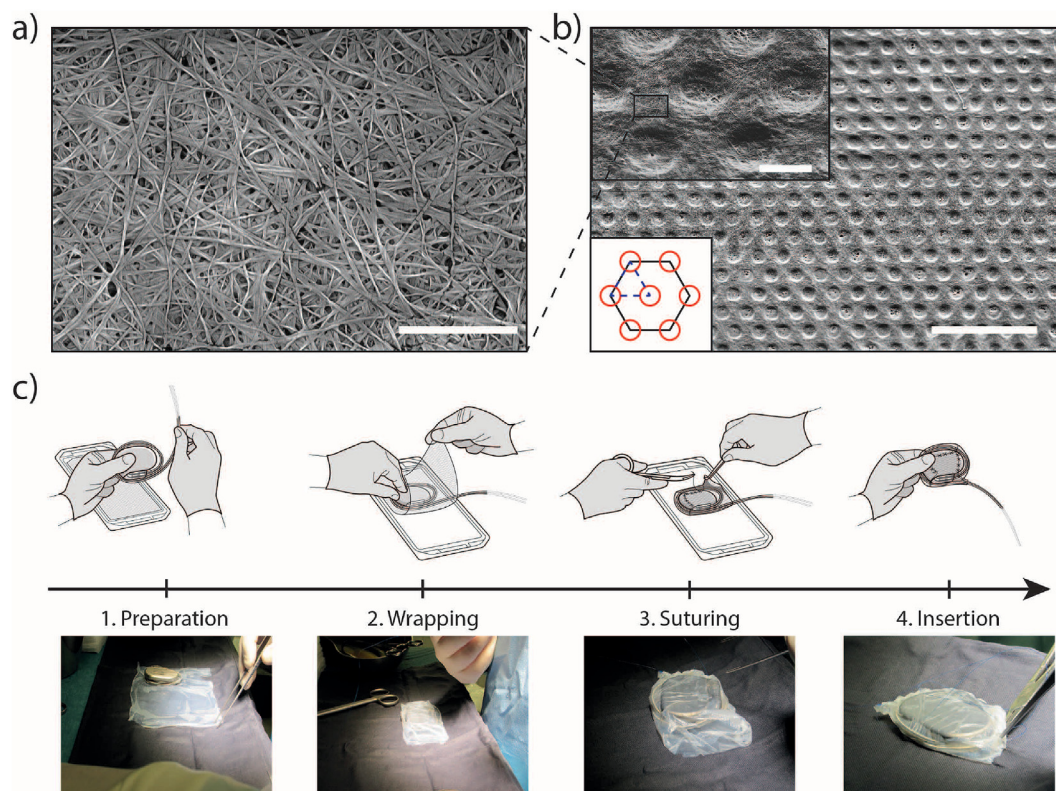 a)
b)
c)
1. Preparation
2. Wrapping
3. Suturing
4. Insertion